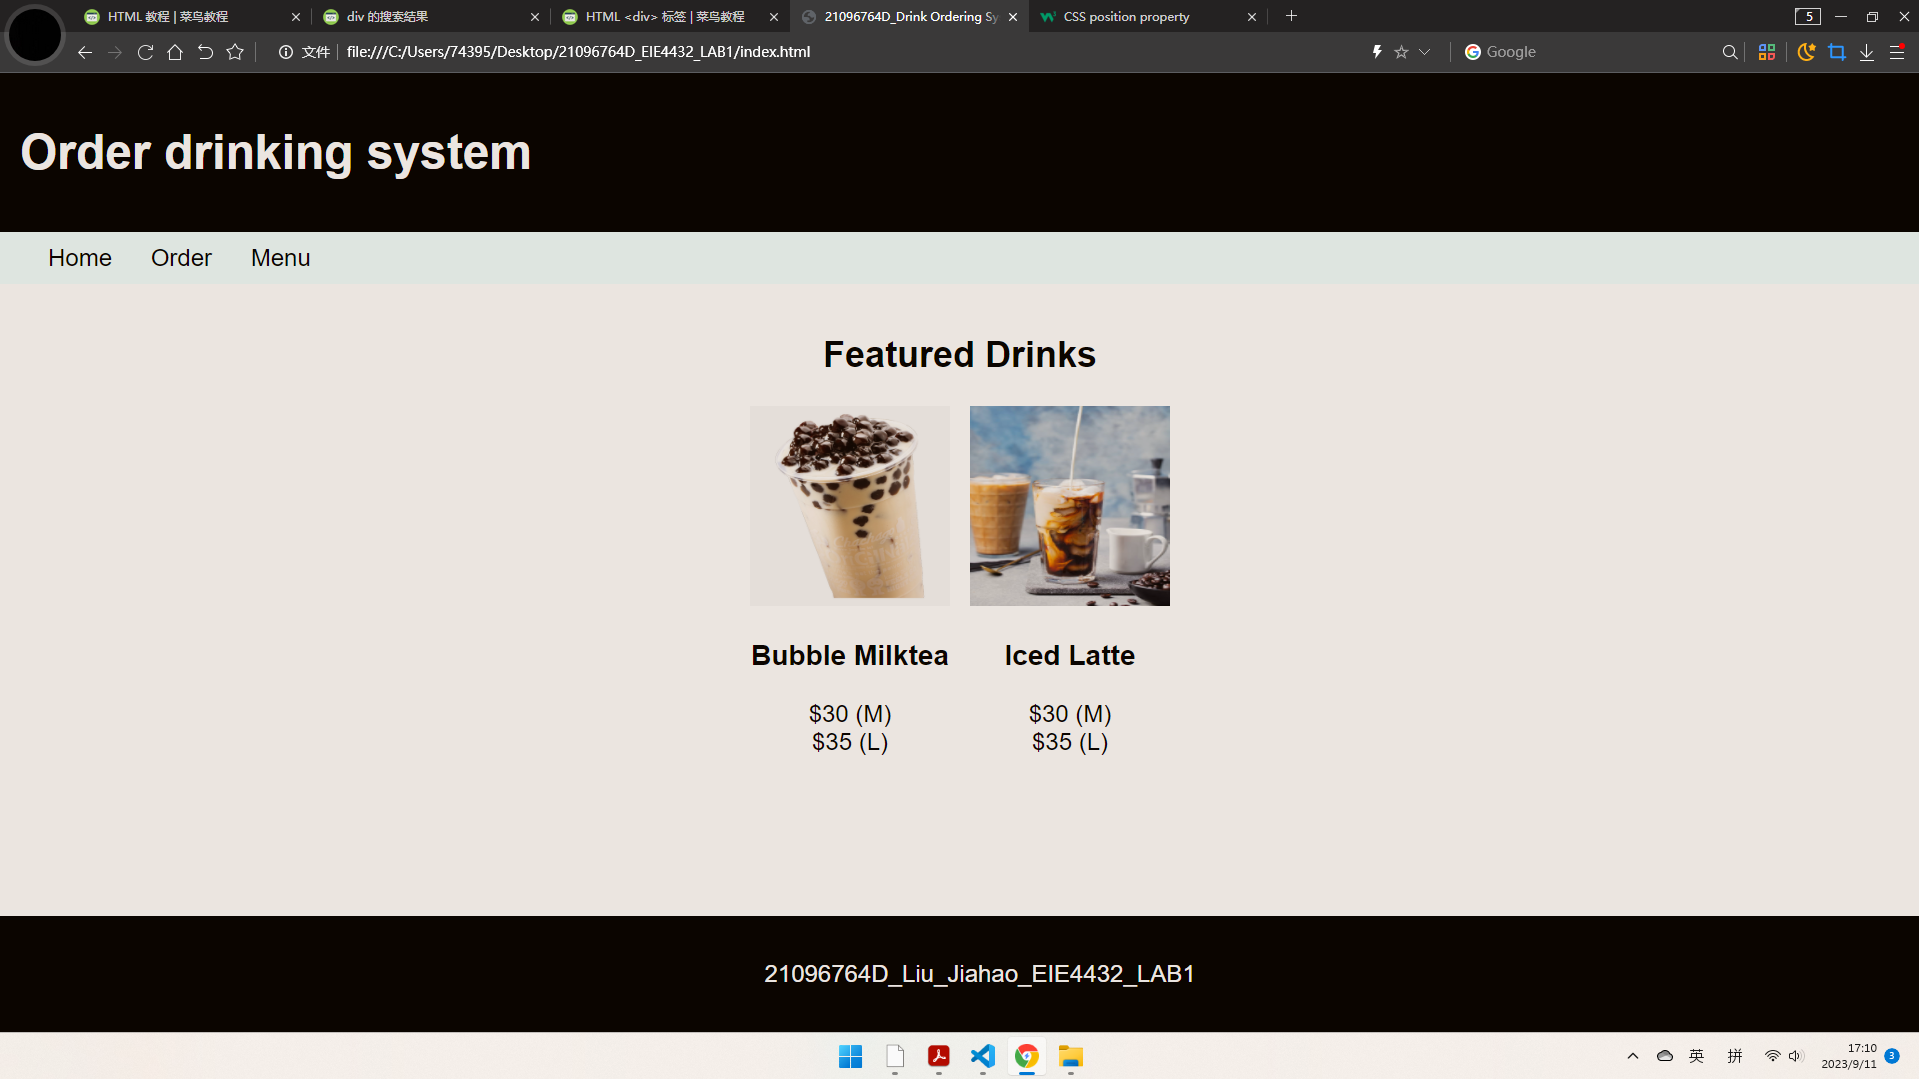 HTML 教程 | 菜鸟教程
div 的搜索结果
HTML <div> 标签 | 菜鸟教程
21096764D_Drink Ordering Sy
CSS position property
5
文件
file:///C:/Users/74395/Desktop/21096764D_EIE4432_LAB1/index.html
Google
Order drinking system
Home Order Menu
Featured Drinks
Bubble Milktea Iced Latte
$30 (M) $30 (M)
$35 (L) $35 (L)
21096764D_Liu_Jiahao_EIE4432_LAB1
英 拼
17:10
2023/9/11
3